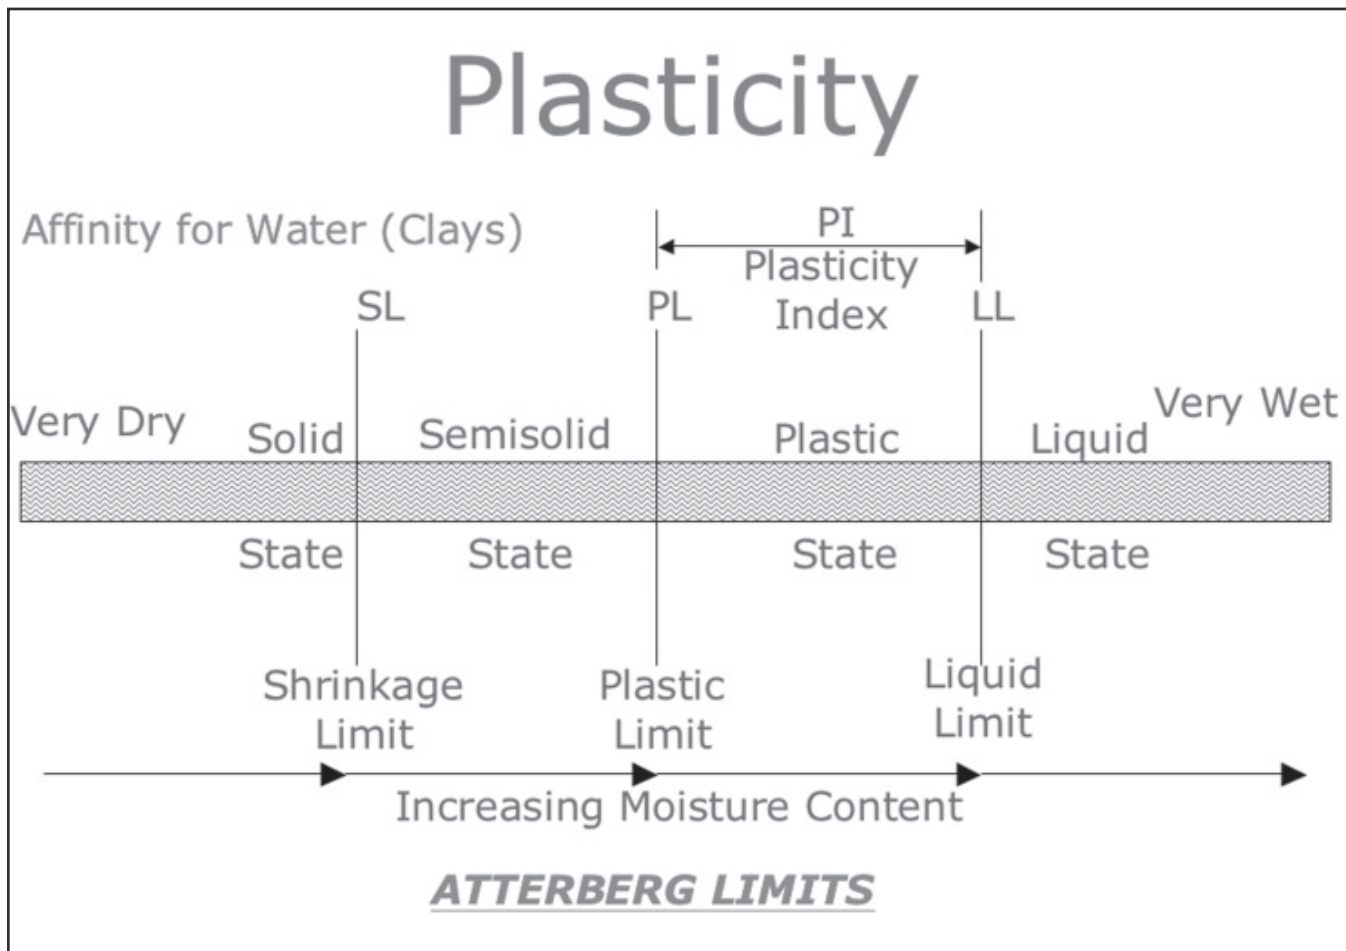 Plasticity
Affinity for Water (Clays)
PI
Plasticity
Index
SL
PL
LL
Very Dry
Solid
Semisolid
Plastic
Liquid
Very Wet
State
State
State
State
Shrinkage
Limit
Plastic
Limit
Liquid
Limit
Increasing Moisture Content
ATTERBERG LIMITS